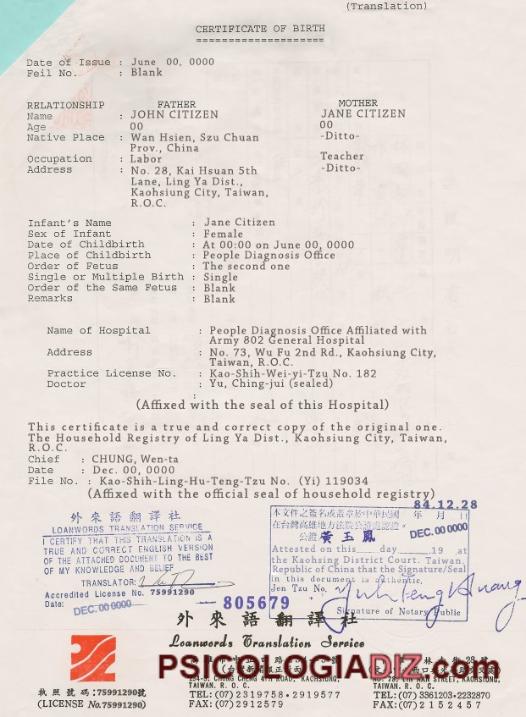 (Translation)
CERTIFICATE OF BIRTH
====================
Date of Issue : June 00, 0000
Feil No. : Blank
RELATIONSHIP FATHER MOTHER
Name : JOHN CITIZEN JANE CITIZEN
Age 00 00
Native Place : Wan Hsien, Szu Chuan -Ditto-
Prov., China
Occupation : Labor Teacher
Address : No. 28, Kai Hsuan 5th -Ditto-
Lane, Ling Ya Dist.,
Kaohsiung City, Taiwan,
R.O.C.
Infant's Name : Jane Citizen
Sex of Infant : Female
Date of Childbirth : At 00:00 on June 00, 0000
Place of Childbirth : People Diagnosis Office
Order of Fetus : The second one
Single or Multiple Birth : Single
Order of the Same Fetus : Blank
Remarks : Blank
Name of Hospital : People Diagnosis Office Affiliated with
Army 802 General Hospital
Address : No. 73, Wu Fu 2nd Rd., Kaohsiung City,
Taiwan, R.O.C.
Practice License No. : Kao-Shih-Wei-yi-Tzu No. 182
Doctor : Yu, Ching-jui (sealed)
:
(Affixed with the seal of this Hospital)
This certificate is a true and correct copy of the original one.
The Household Registry of Ling Ya Dist., Kaohsiung City, Taiwan,
R.O.C.
Chief : CHUNG, Wen-ta
Date : Dec. 00, 0000
File No. : Kao-Shih-Ling-Hu-Teng-Tzu No. (Yi) 119034
(Affixed with the official seal of household registry)
外來語翻譯社
LOANWORDS TRANSLATION SERVICE
I CERTIFY THAT THIS TRANSLATION IS A
TRUE AND CORRECT ENGLISH VERSION
OF THE ATTACHED DOCUMENT TO THE BEST
OF MY KNOWLEDGE AND BELIEF
TRANSLATOR:
Accredited License No. 75991290
Date: DEC. 00 0000
84.12.28
本文件之簽名或蓋章於中華民國 年 月 日
在台灣高雄地方法院公證處認證。
公證 黃玉鳳 DEC. 00 0000
Attested on this day 19 at
the Kaohsing District Court. Taiwan,
Republic of China that the Signature/Seal
in this document is authentic.
Jen Tzu No.
Signature of Notary Public
805679
外來語翻譯社
Loanwords Translation Service
PSICOLOGIADIZ.com
執照號碼:75991290號
(LICENSE No.75991290)
TAIWAN. R. O. C.
TEL:(07)2319758·2919577
FAX:(07)2912579
TAIWAN. R. O. C.
TEL:(07) 3361203·2232870
FAX:(07)2152457